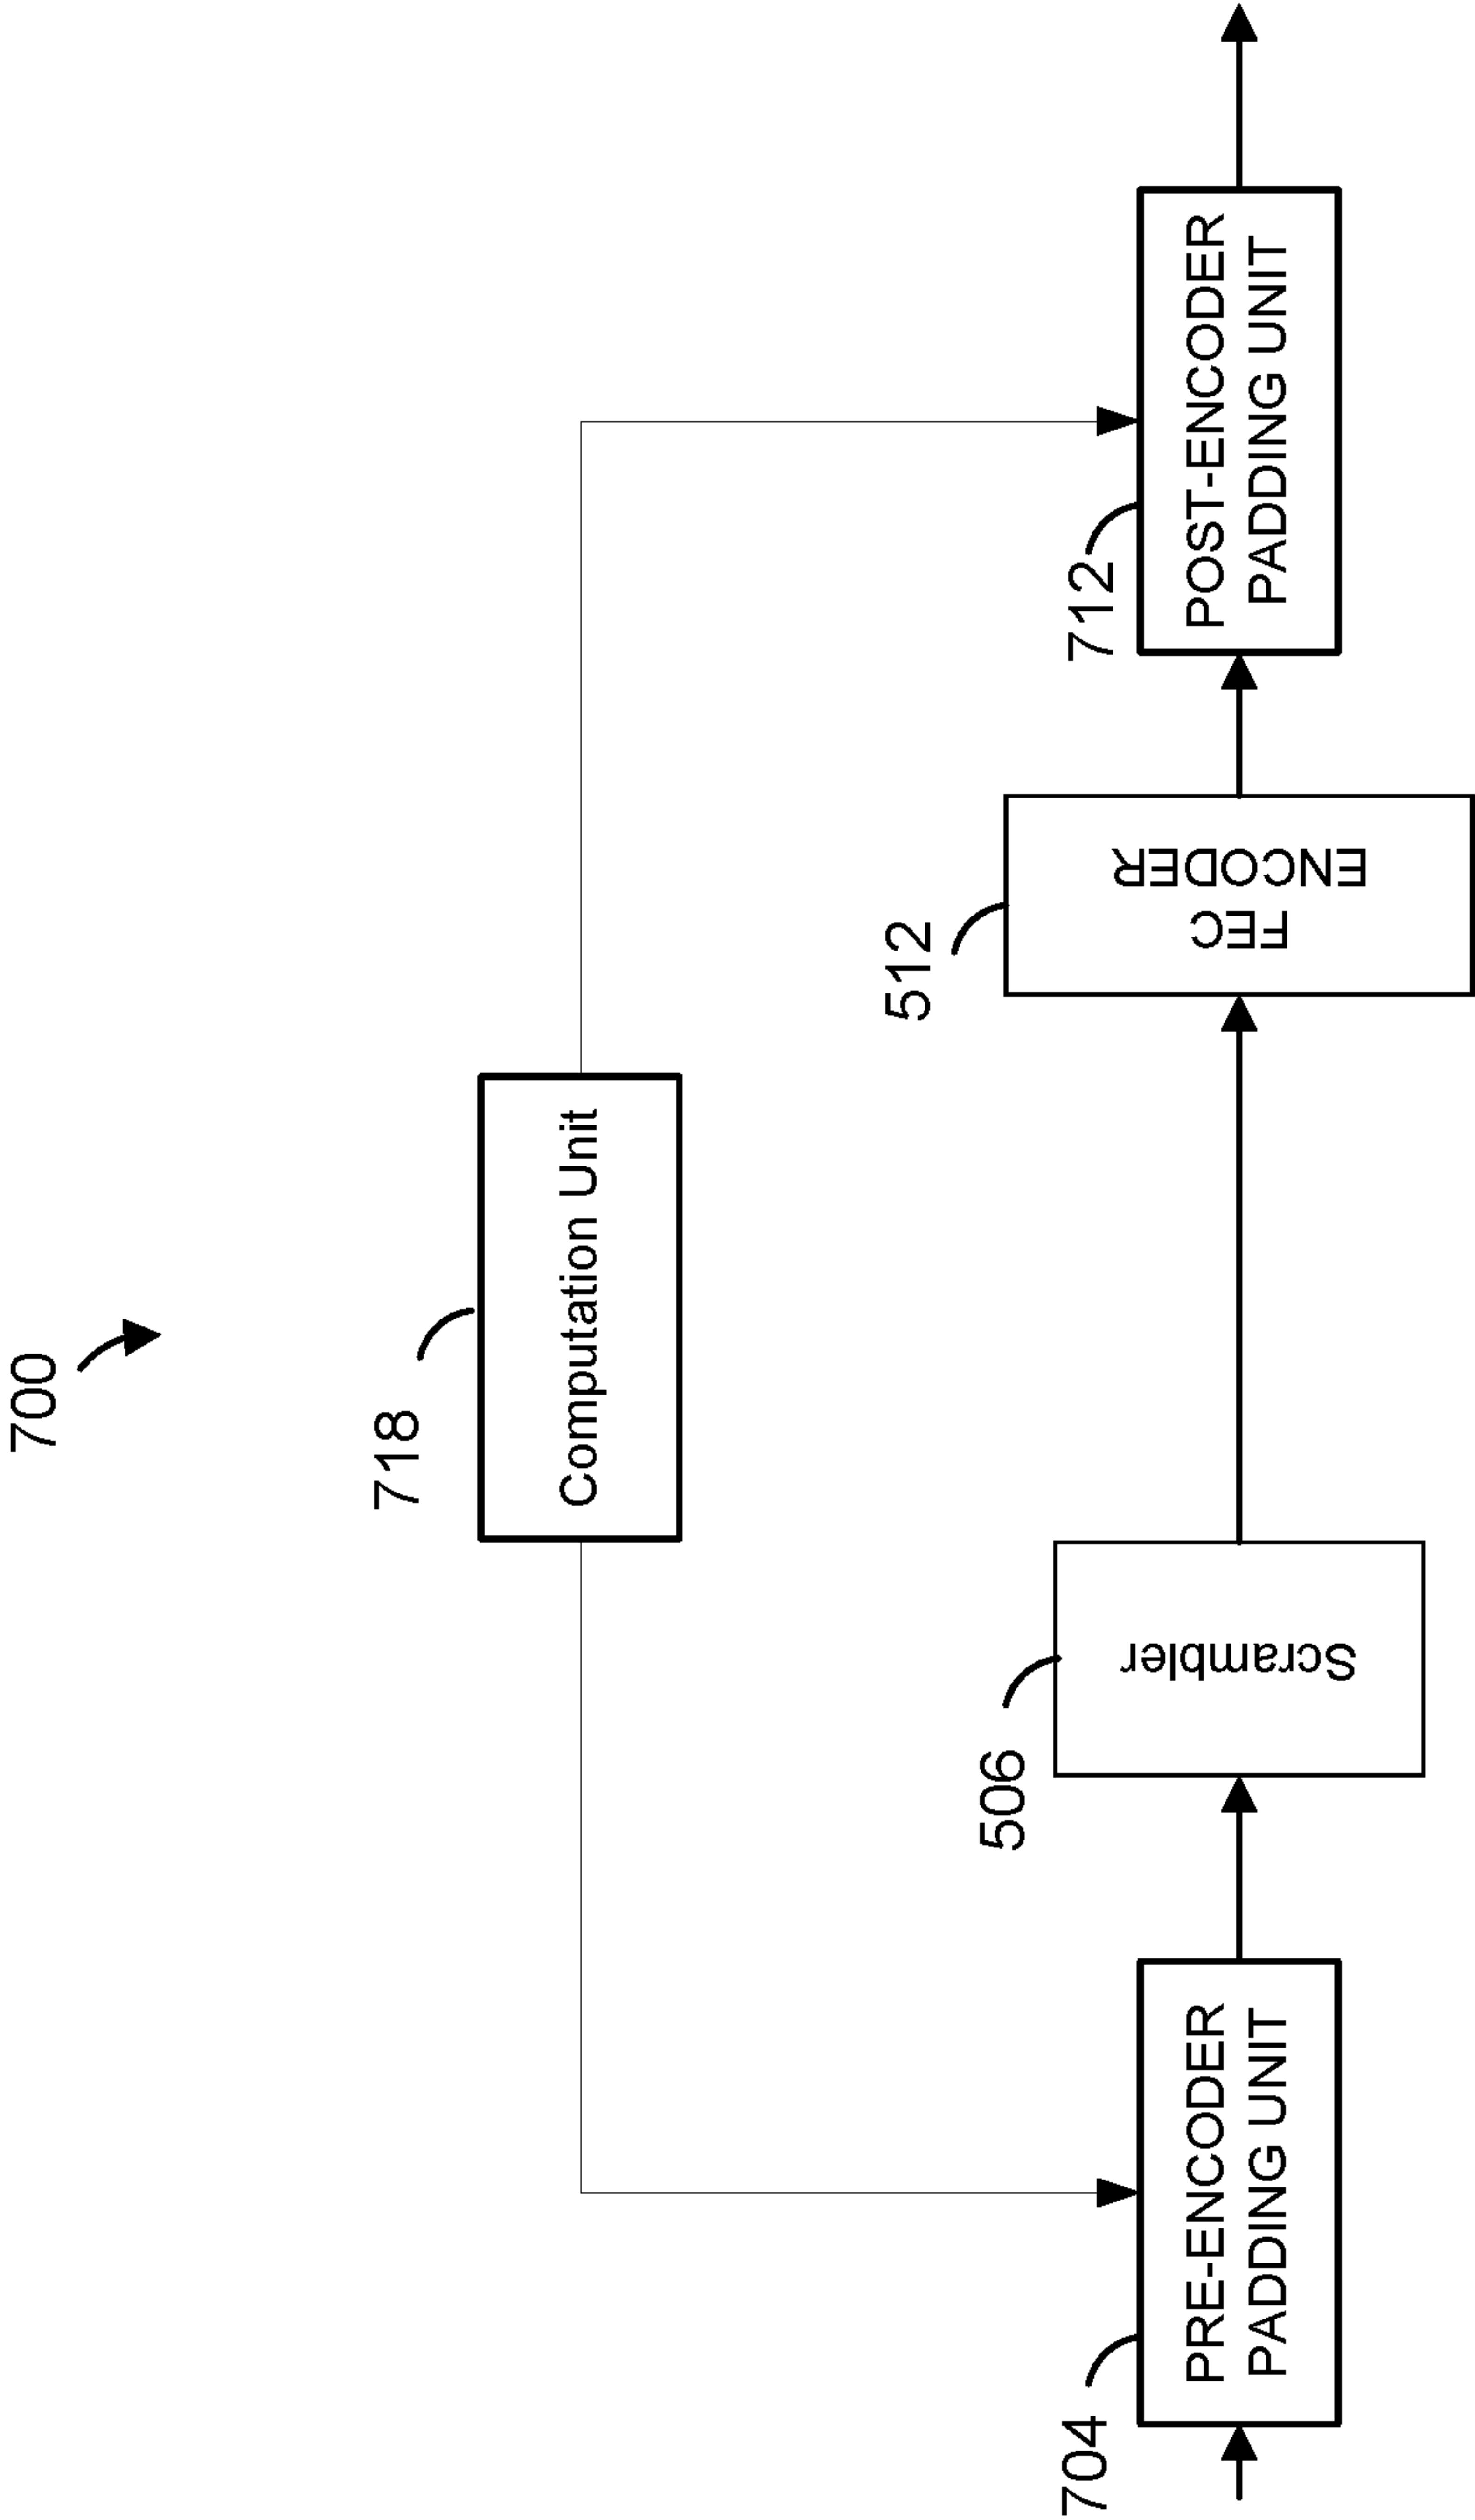 700
718
Computation Unit
704
PRE-ENCODER
PADDING UNIT
506
Scrambler
512
FEC
ENCODER
712
POST-ENCODER
PADDING UNIT